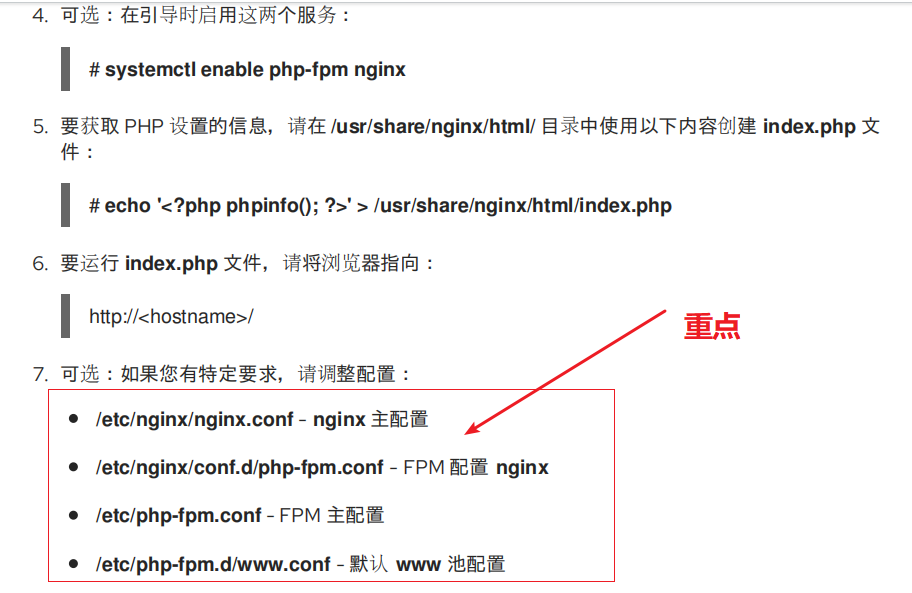 4. 可选：在引导时启用这两个服务：
# systemctl enable php-fpm nginx
5. 要获取 PHP 设置的信息，请在 /usr/share/nginx/html/ 目录中使用以下内容创建 index.php 文
件：
# echo '<?php phpinfo(); ?>' > /usr/share/nginx/html/index.php
6. 要运行 index.php 文件，请将浏览器指向：
http://<hostname>/
重点
7. 可选：如果您有特定要求，请调整配置：
● /etc/nginx/nginx.conf - nginx 主配置
● /etc/nginx/conf.d/php-fpm.conf - FPM 配置 nginx
● /etc/php-fpm.conf - FPM 主配置
● /etc/php-fpm.d/www.conf - 默认 www 池配置